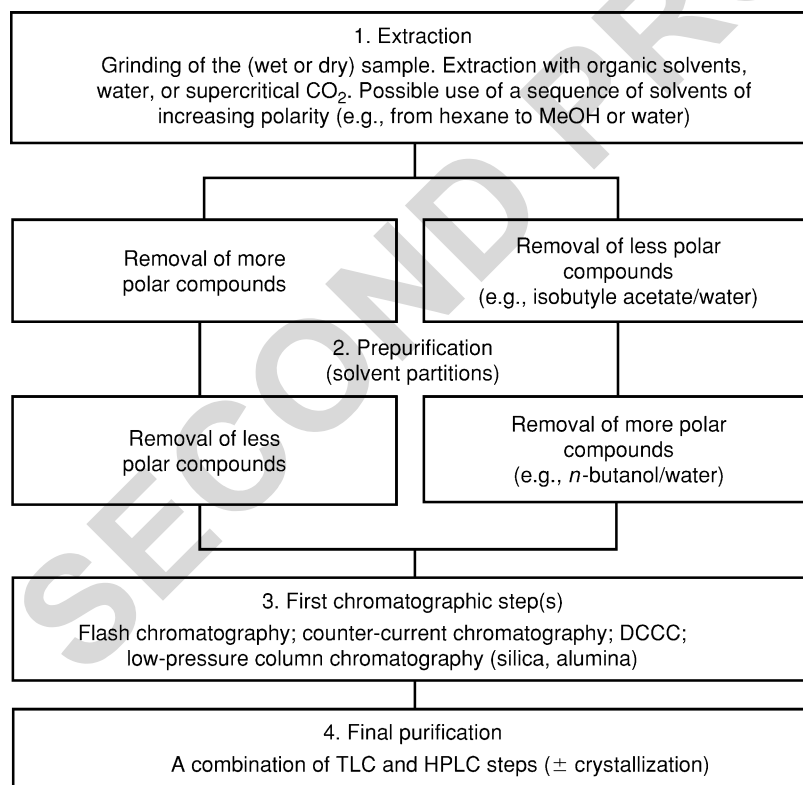 1. Extraction
Grinding of the (wet or dry) sample. Extraction with organic solvents,
water, or supercritical CO₂. Possible use of a sequence of solvents of
increasing polarity (e.g., from hexane to MeOH or water)
Removal of more
polar compounds
Removal of less polar
compounds
(e.g., isobutyle acetate/water)
2. Prepurification
(solvent partitions)
Removal of less
polar compounds
Removal of more polar
compounds
(e.g., n-butanol/water)
3. First chromatographic step(s)
Flash chromatography; counter-current chromatography; DCCC;
low-pressure column chromatography (silica, alumina)
4. Final purification
A combination of TLC and HPLC steps (± crystallization)
SECOND PRO